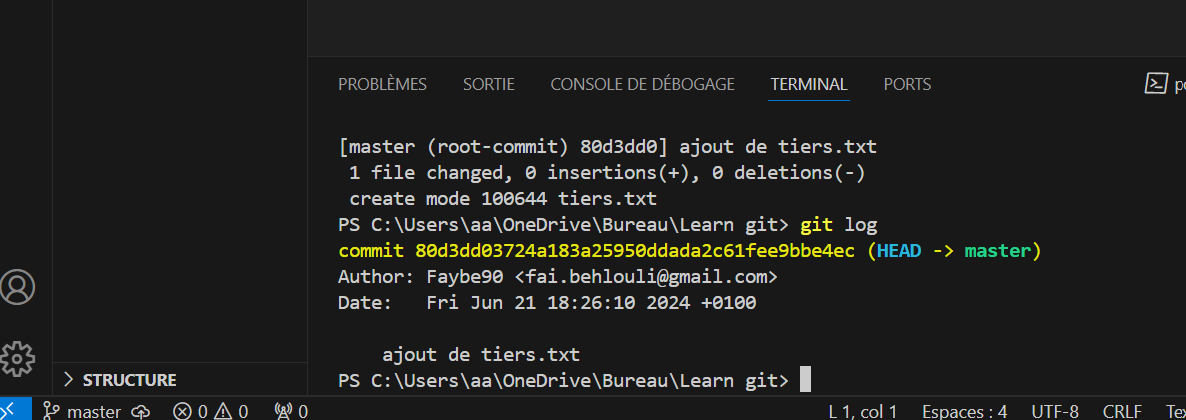 PROBLÈMES SORTIE CONSOLE DE DÉBOGAGE TERMINAL PORTS
[master (root-commit) 80d3dd0] ajout de tiers.txt
1 file changed, 0 insertions(+), 0 deletions(-)
create mode 100644 tiers.txt
PS C:\Users\aa\OneDrive\Bureau\Learn git> git log
commit 80d3dd03724a183a25950ddada2c61fee9bbe4ec (HEAD -> master)
Author: Faybe90 <fai.behlouli@gmail.com>
Date:   Fri Jun 21 18:26:10 2024 +0100
ajout de tiers.txt
PS C:\Users\aa\OneDrive\Bureau\Learn git>
STRUCTURE
master 0 0 0 L 1, col 1 Espaces : 4 UTF-8 CRLF